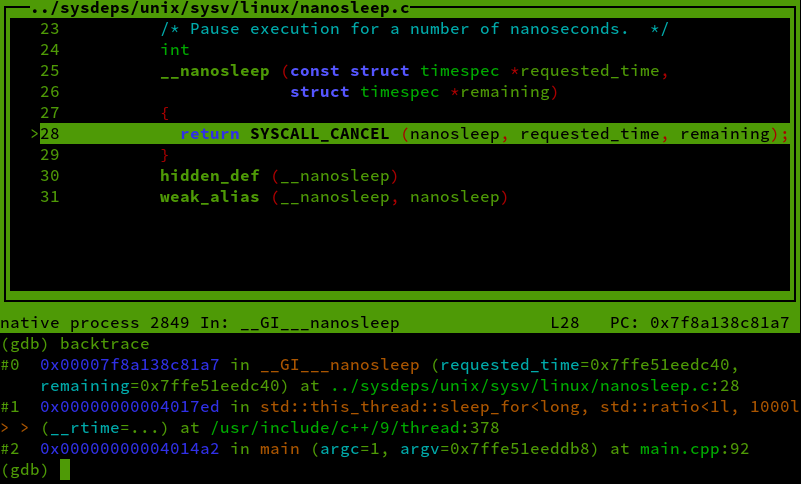 ../sysdeps/unix/sysv/linux/nanosleep.c
23 /* Pause execution for a number of nanoseconds. */
24 int
25 __nanosleep (const struct timespec *requested_time,
26 struct timespec *remaining)
27 {
>28 return SYSCALL_CANCEL (nanosleep, requested_time, remaining);
29 }
30 hidden_def (__nanosleep)
31 weak_alias (__nanosleep, nanosleep)
native process 2849 In: __GI___nanosleep L28 PC: 0x7f8a138c81a7
(gdb) backtrace
#0 0x00007f8a138c81a7 in __GI___nanosleep (requested_time=0x7ffe51eedc40,
remaining=0x7ffe51eedc40) at ../sysdeps/unix/sysv/linux/nanosleep.c:28
#1 0x00000000004017ed in std::this_thread::sleep_for<long, std::ratio<1l, 1000l
> > (__rtime=...) at /usr/include/c++/9/thread:378
#2 0x00000000004014a2 in main (argc=1, argv=0x7ffe51eeddb8) at main.cpp:92
(gdb)